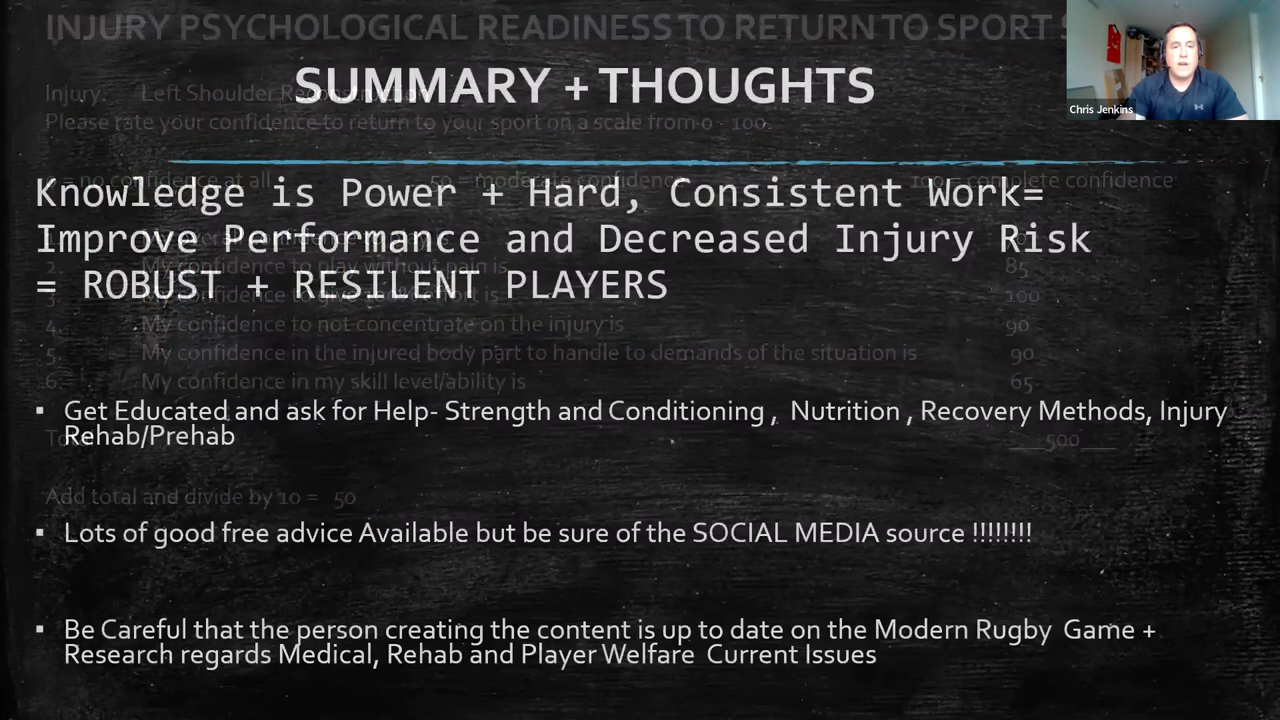 INJURY PSYCHOLOGICAL READINESS TO RETURN TO SPORT S
SUMMARY + THOUGHTS
Injury: Left Shoulder
Please rate your confidence to return to your sport on a scale from 0 - 100.
= no confidence at all 50 = moderate confidence 100 = complete confidence
Knowledge is Power + Hard, Consistent Work=
Improve Performance and Decreased Injury Risk
= ROBUST + RESILENT PLAYERS
2. My confidence to play without pain is 85
100
4. My confidence to not concentrate on the injury is 90
5. My confidence in the injured body part to handle to demands of the situation is 90
6. My confidence in my skill level/ability is 65
▪ Get Educated and ask for Help- Strength and Conditioning , Nutrition , Recovery Methods, Injury
Rehab/Prehab
___500___
Add total and divide by 10 = 50
▪ Lots of good free advice Available but be sure of the SOCIAL MEDIA source !!!!!!!!
▪ Be Careful that the person creating the content is up to date on the Modern Rugby Game +
Research regards Medical, Rehab and Player Welfare Current Issues
Chris Jenkins